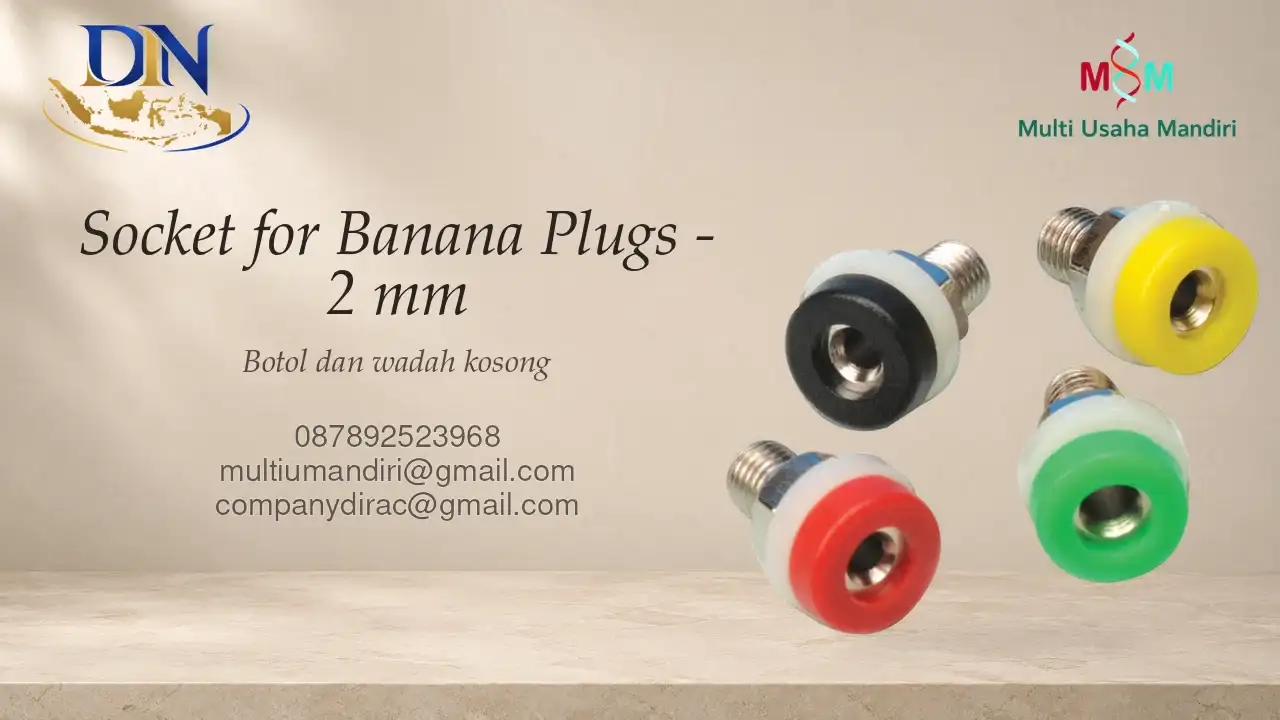 DN
M M
Multi Usaha Mandiri
Socket for Banana Plugs -
2 mm
Botol dan wadah kosong
087892523968
multiumandiri@gmail.com
companydirac@gmail.com